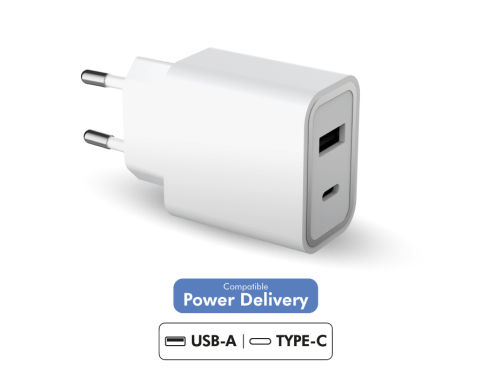 Compatible
Power Delivery
USB-A | TYPE-C